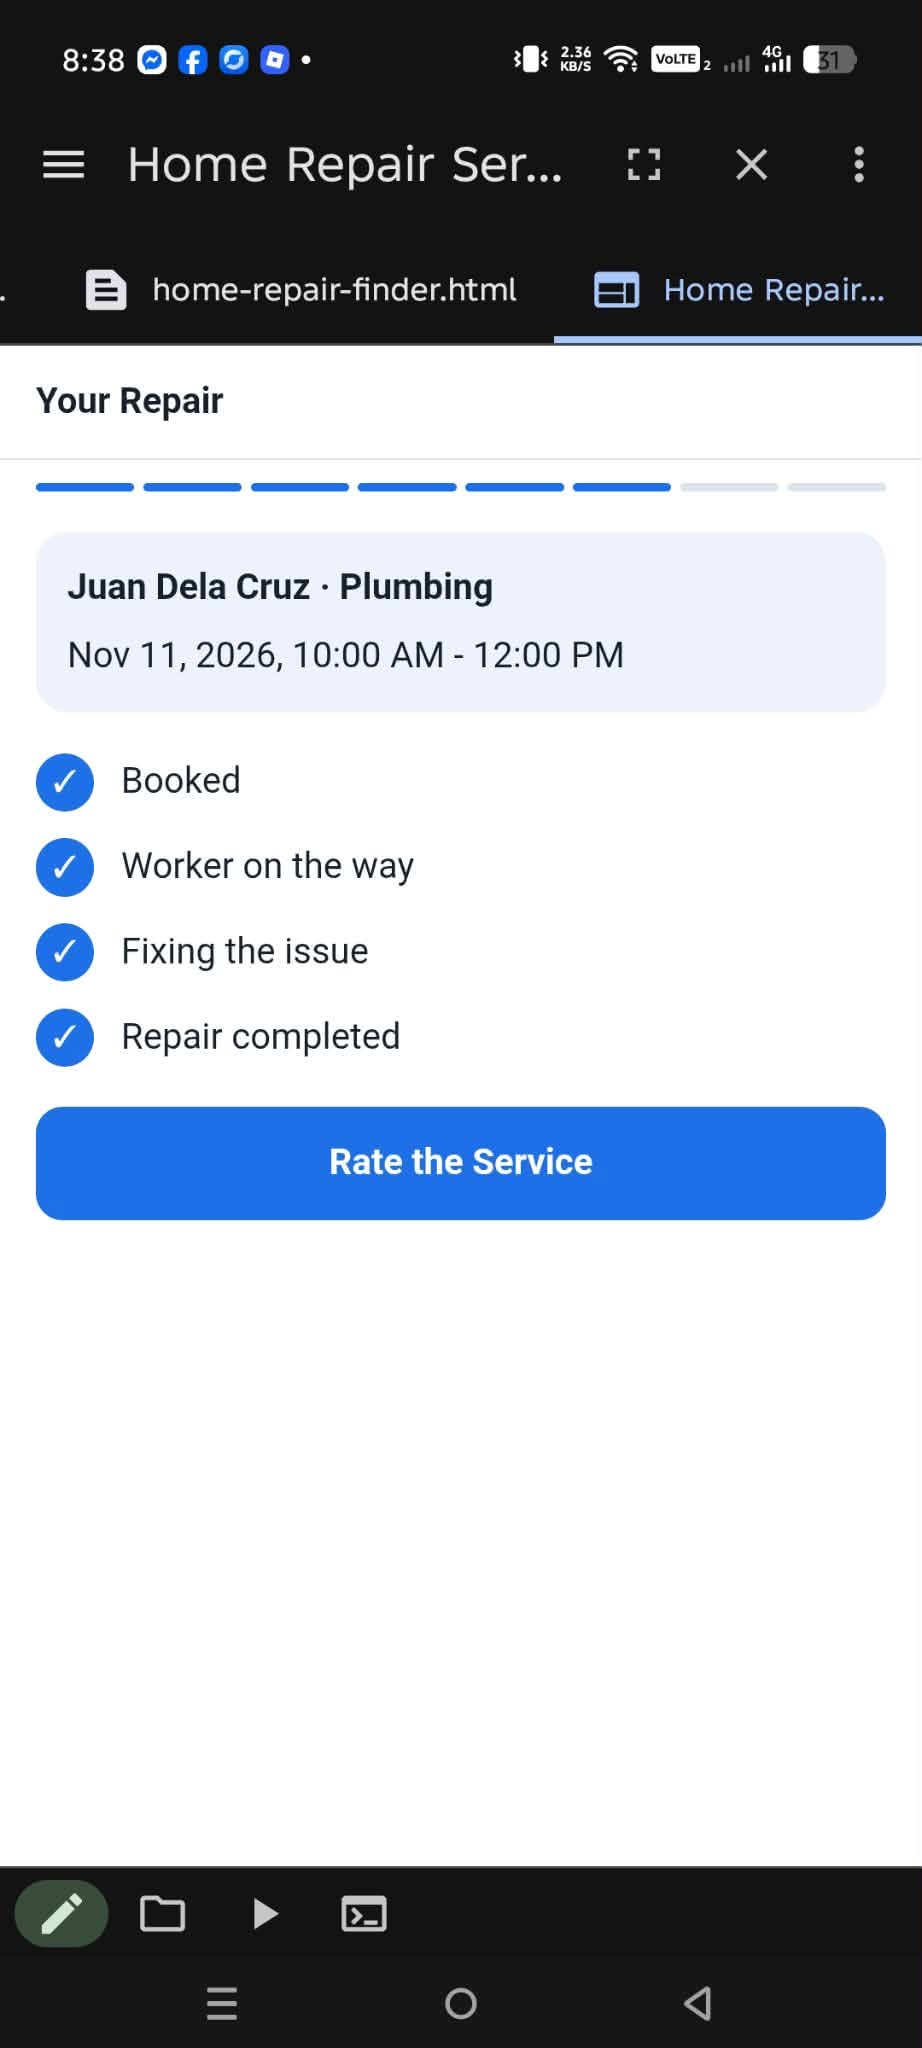 8:38 2.36 KB/S VoLTE 2 4G 31
Home Repair Ser...
home-repair-finder.html Home Repair...
Your Repair
Juan Dela Cruz · Plumbing
Nov 11, 2026, 10:00 AM - 12:00 PM
Booked
Worker on the way
Fixing the issue
Repair completed
Rate the Service